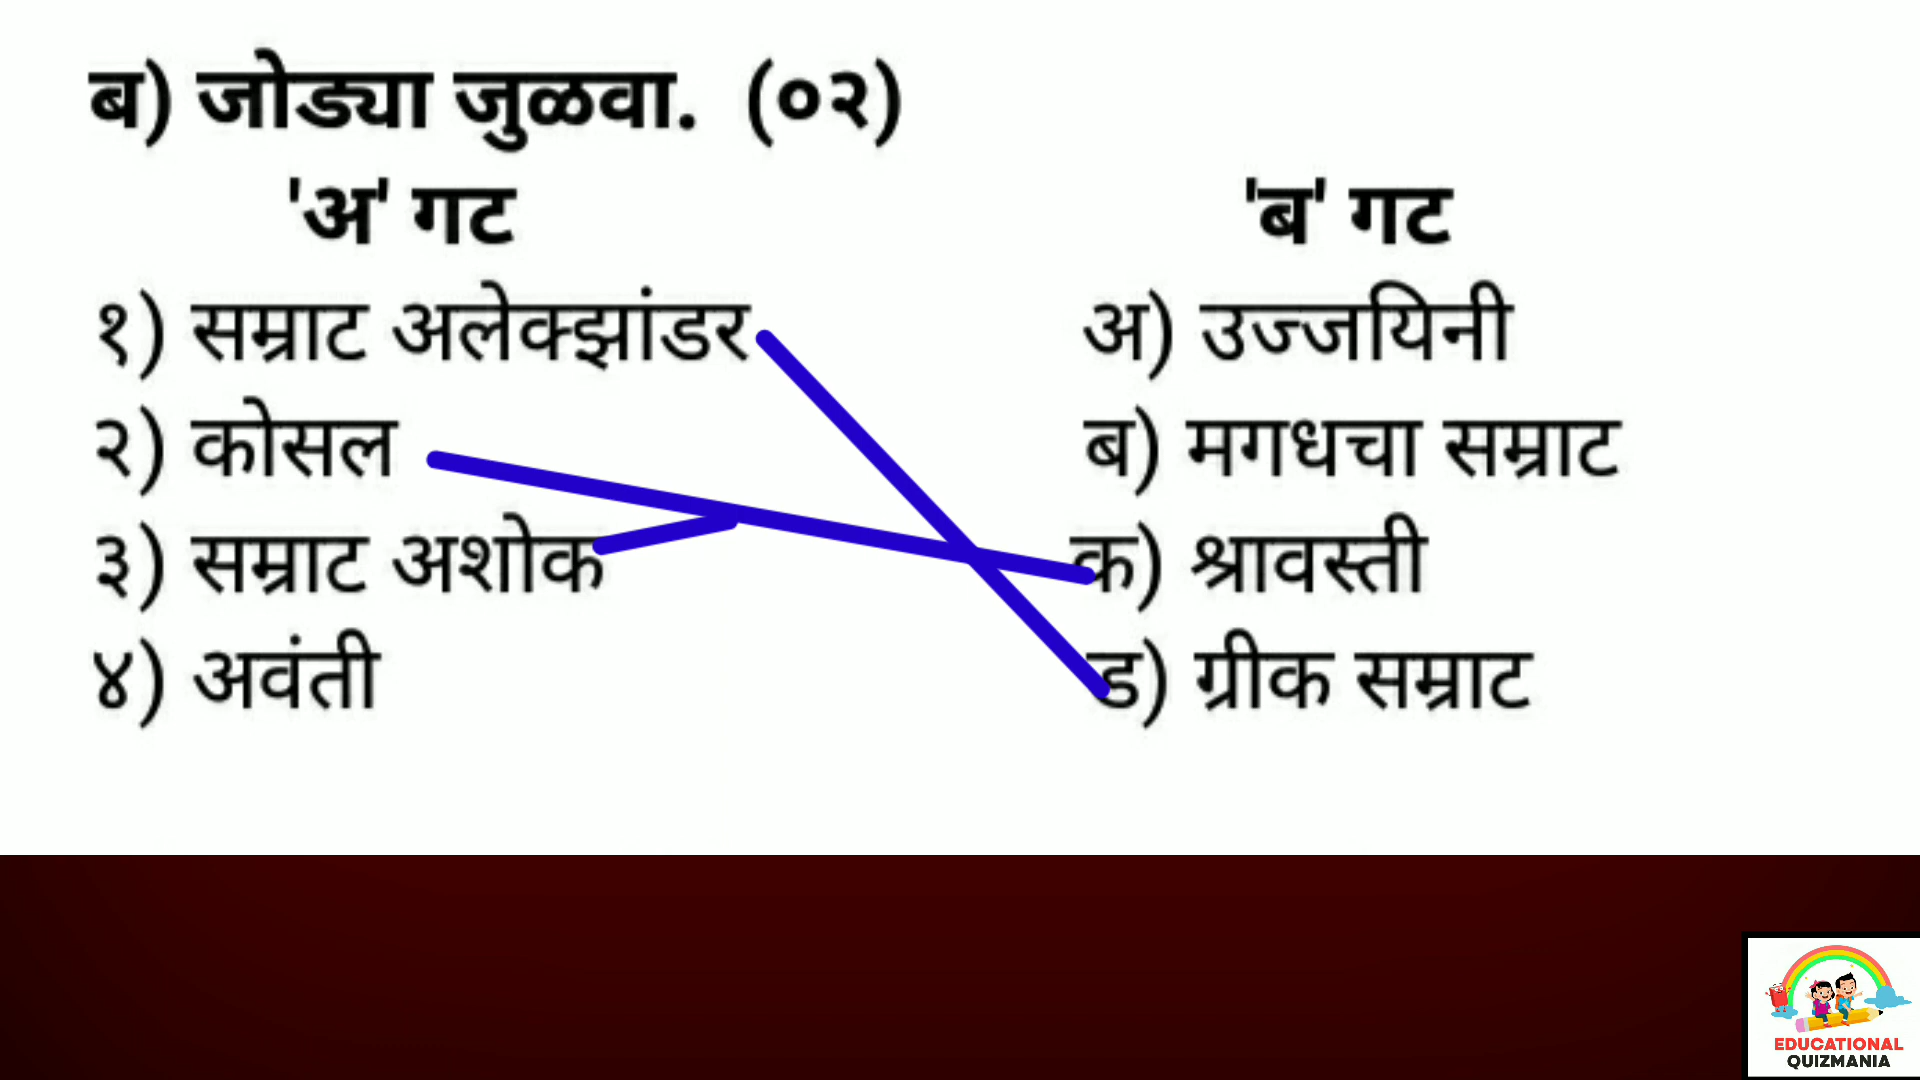 ब) जोड्या जुळवा. (०२)
'अ' गट 'ब' गट
१) सम्राट अलेक्झांडर अ) उज्जयिनी
२) कोसल ब) मगधचा सम्राट
३) सम्राट अशोक क) श्रावस्ती
४) अवंती ड) ग्रीक सम्राट
EDUCATIONAL
QUIZMANIA